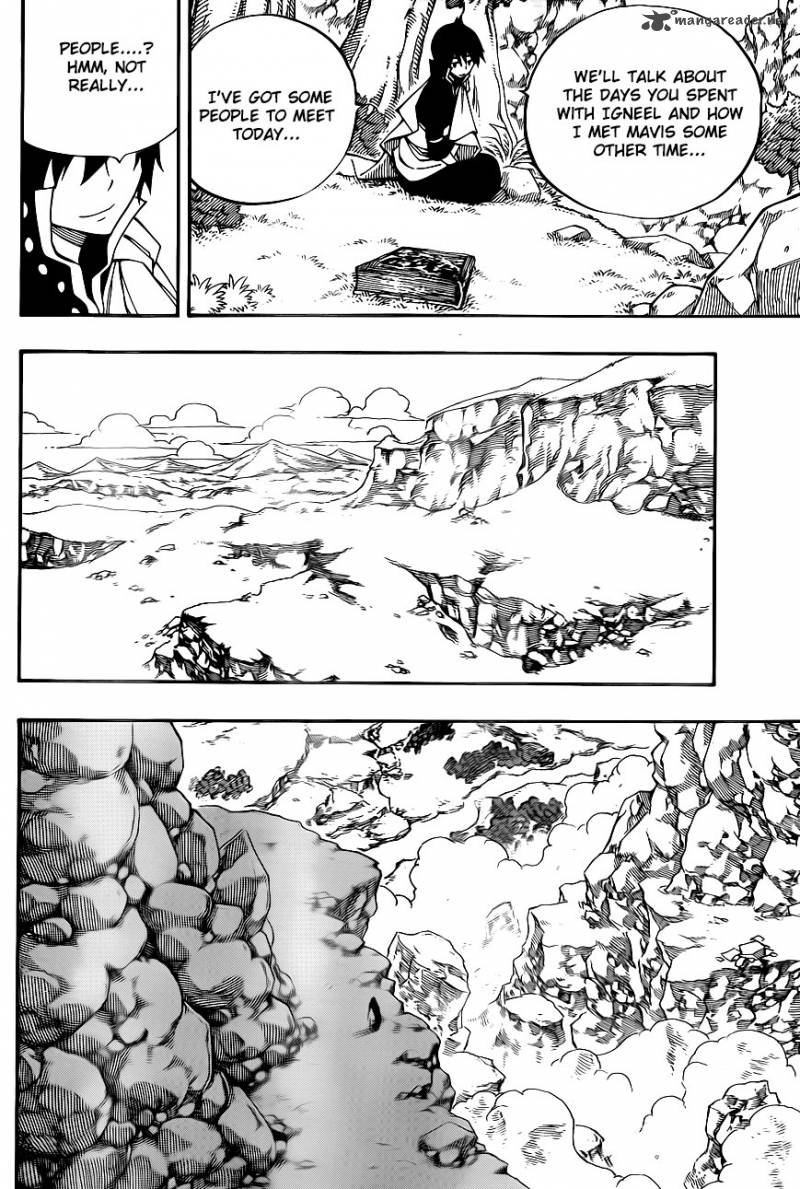 WE'LL TALK ABOUT
THE DAYS YOU SPENT
WITH IGNEEL AND HOW
I MET MAVIS SOME
OTHER TIME...
I'VE GOT SOME
PEOPLE TO MEET
TODAY...
PEOPLE....?
HMM, NOT
REALLY...
mangareader.net